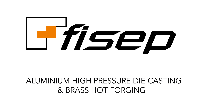 fisep
ALUMINIUM HIGH PRESSURE DIE CASTING
& BRASS HOT FORGING